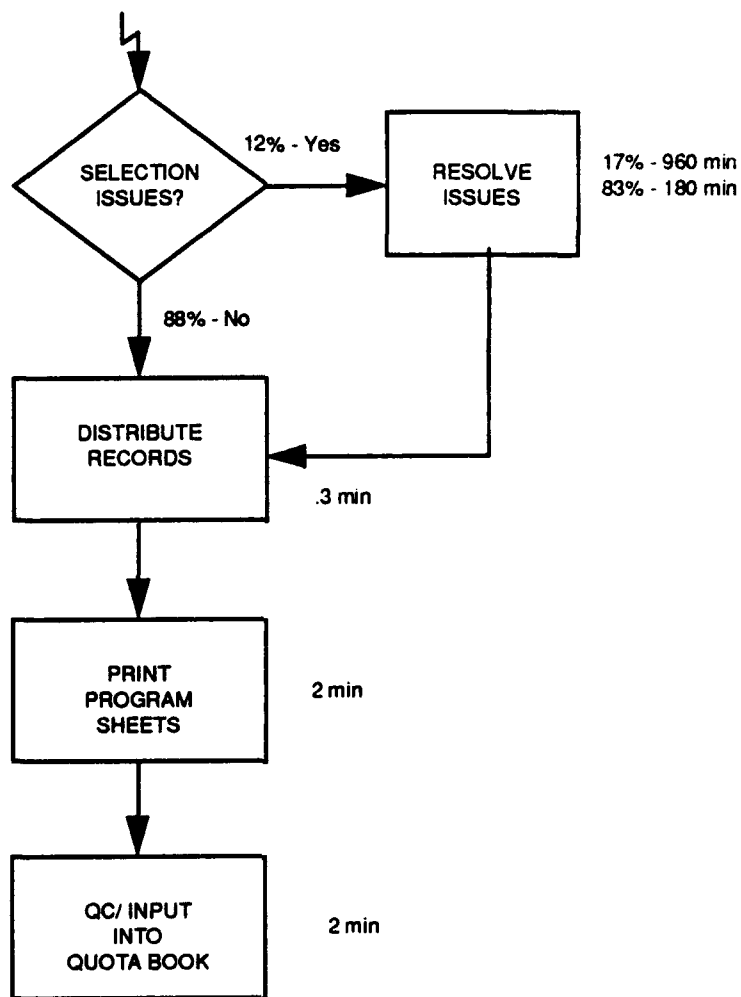 SELECTION
ISSUES?
12% - Yes
RESOLVE
ISSUES
17% - 960 min
83% - 180 min
88% - No
DISTRIBUTE
RECORDS
.3 min
PRINT
PROGRAM
SHEETS
2 min
QC/ INPUT
INTO
QUOTA BOOK
2 min